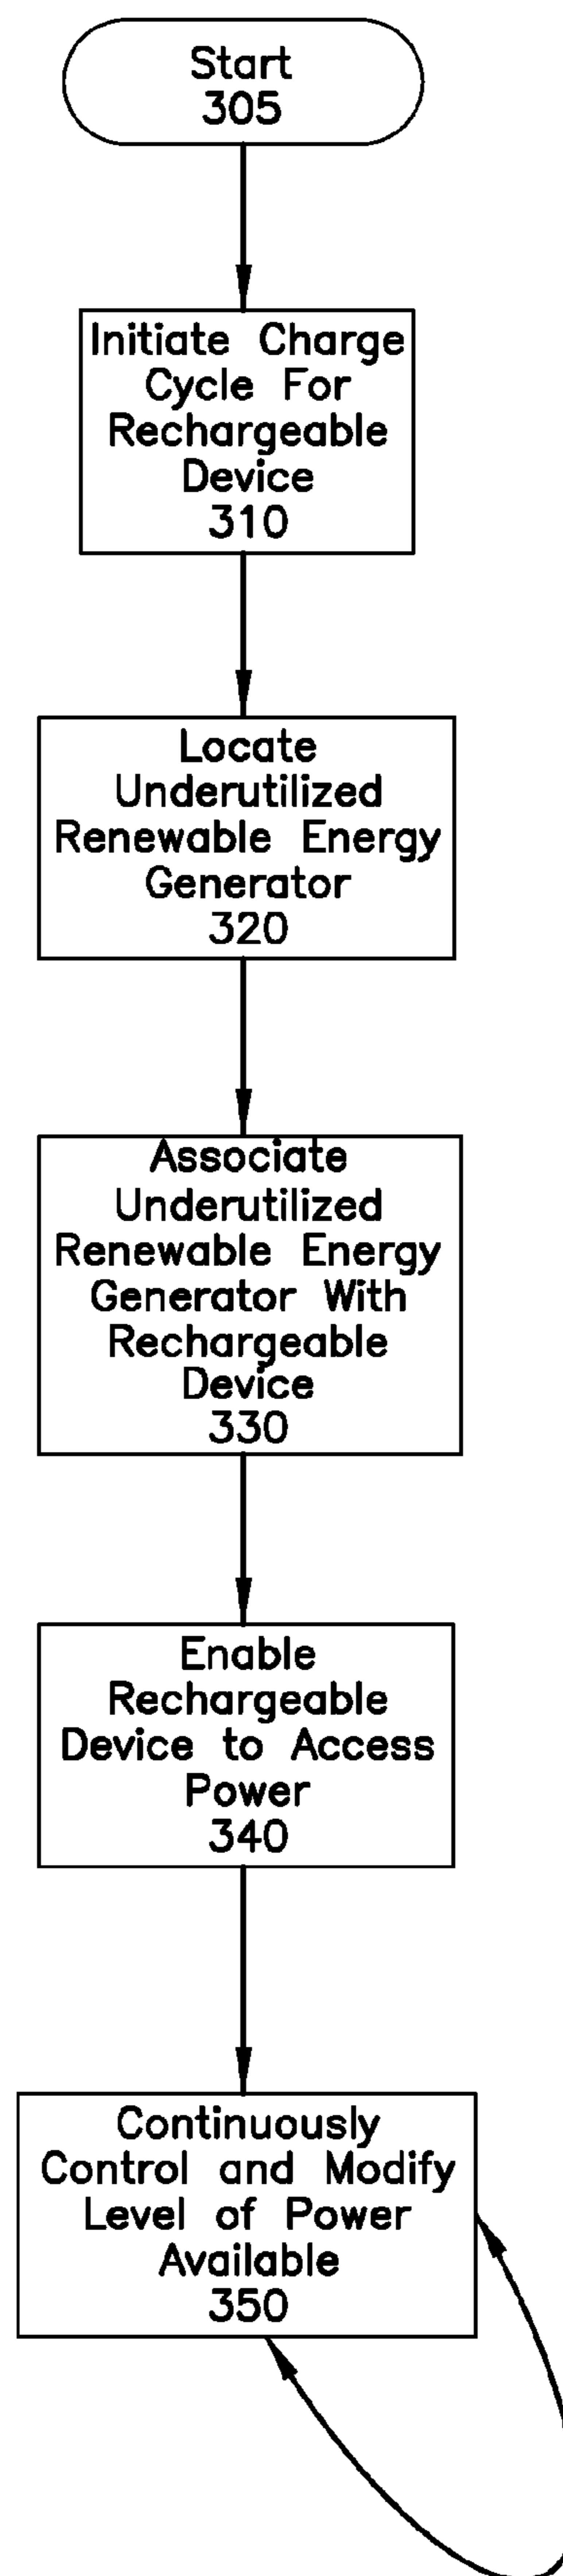 Start
305
Initiate Charge
Cycle For
Rechargeable
Device
310
Locate
Underutilized
Renewable Energy
Generator
320
Associate
Underutilized
Renewable Energy
Generator With
Rechargeable
Device
330
Enable
Rechargeable
Device to Access
Power
340
Continuously
Control and Modify
Level of Power
Available
350